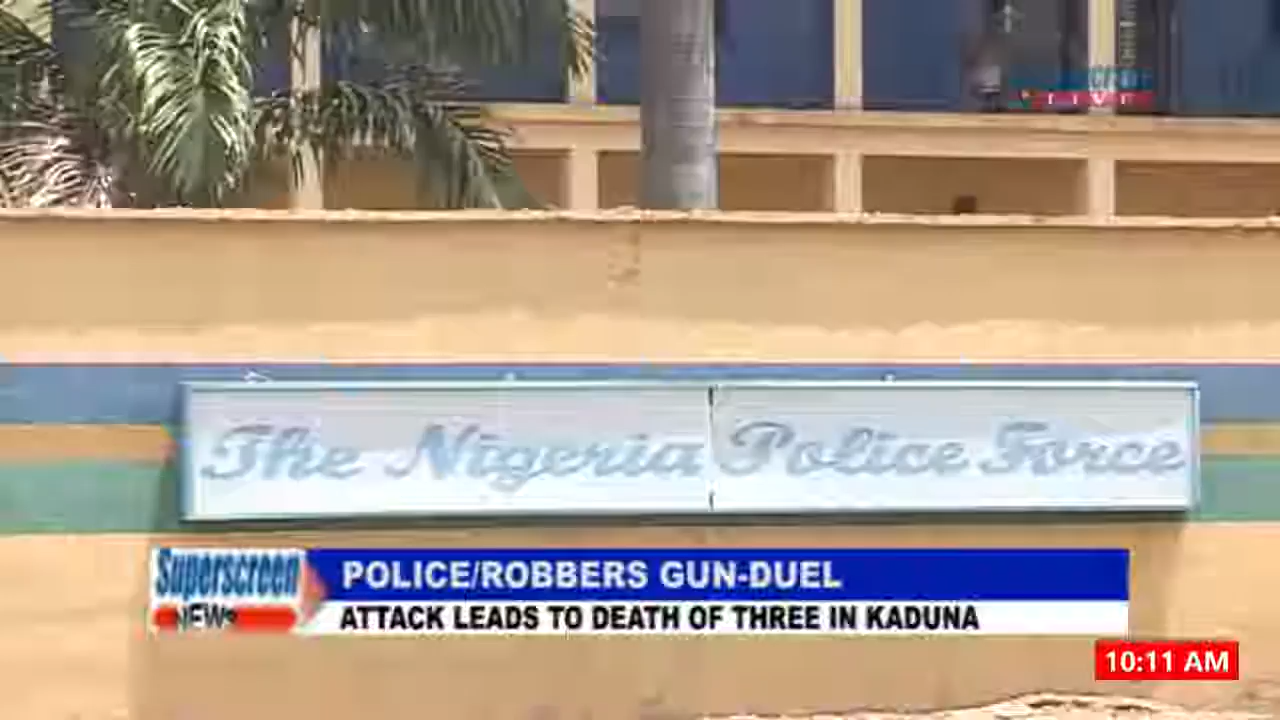 LIVE
The Nigeria Police Force
Superscreen
NEWS
POLICE/ROBBERS GUN-DUEL
ATTACK LEADS TO DEATH OF THREE IN KADUNA
10:11 AM